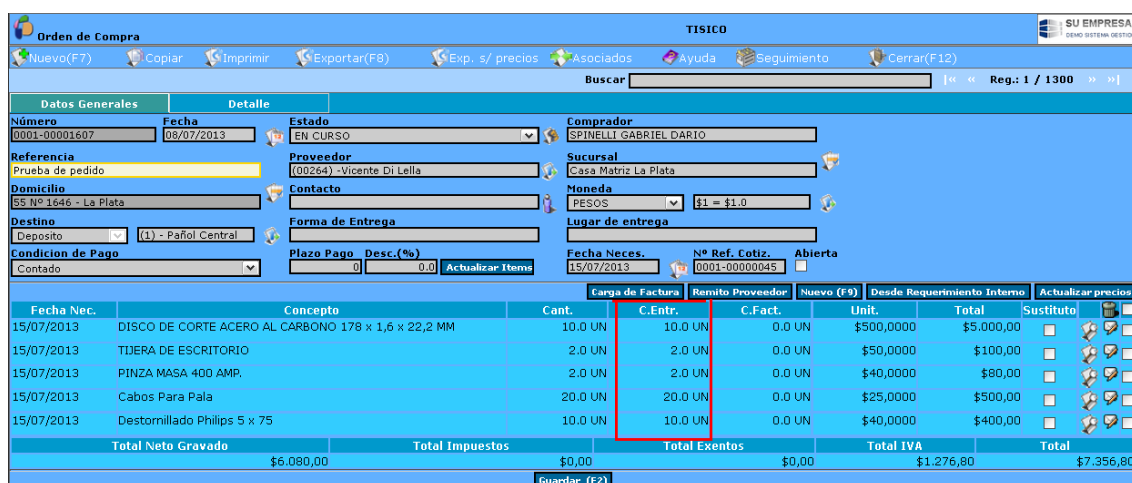 Orden de Compra TISICO SU EMPRESA
DEMO SISTEMA GESTION
Nuevo(F7) Copiar Imprimir Exportar(F8) Exp. s/ precios Asociados Ayuda Seguimiento Cerrar(F12)
Buscar Reg.: 1 / 1300
Datos Generales Detalle
Número Fecha Estado Comprador
0001-00001607 08/07/2013 EN CURSO SPINELLI GABRIEL DARIO
Referencia Proveedor Sucursal
Prueba de pedido (00264) -Vicente Di Lella Casa Matriz La Plata
Domicilio Contacto Moneda
55 Nº 1646 - La Plata PESOS $1 = $1.0
Destino Forma de Entrega Lugar de entrega
Deposito (1) - Pañol Central
Condicion de Pago Plazo Pago Desc.(%) Fecha Neces. Nº Ref. Cotiz. Abierta
Contado 0 0.0 Actualizar Items 15/07/2013 0001-00000045
Carga de Factura Remito Proveedor Nuevo (F9) Desde Requerimiento Interno Actualizar precios
Fecha Nec. Concepto Cant. C.Entr. C.Fact. Unit. Total Sustituto
15/07/2013 DISCO DE CORTE ACERO AL CARBONO 178 x 1,6 x 22,2 MM 10.0 UN 10.0 UN 0.0 UN $500,0000 $5.000,00
15/07/2013 TIJERA DE ESCRITORIO 2.0 UN 2.0 UN 0.0 UN $50,0000 $100,00
15/07/2013 PINZA MASA 400 AMP. 2.0 UN 2.0 UN 0.0 UN $40,0000 $80,00
15/07/2013 Cabos Para Pala 20.0 UN 20.0 UN 0.0 UN $25,0000 $500,00
15/07/2013 Destornillado Philips 5 x 75 10.0 UN 10.0 UN 0.0 UN $40,0000 $400,00
Total Neto Gravado Total Impuestos Total Exentos Total IVA Total
$6.080,00 $0,00 $0,00 $1.276,80 $7.356,80
Guardar (F2)